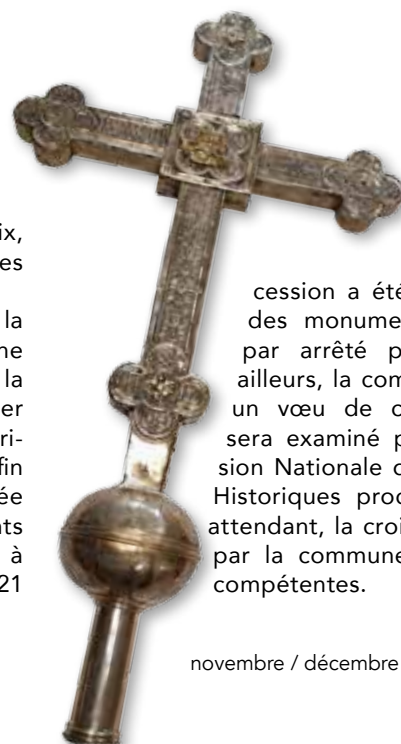 ix,
es
la
ne
la
er
ri-
fin
ée
ts
à
21
cession a été
des monume
par arrêté p
ailleurs, la com
un vœu de c
sera examiné p
sion Nationale d
Historiques proc
attendant, la croi
par la commune
compétentes.
novembre / décembre